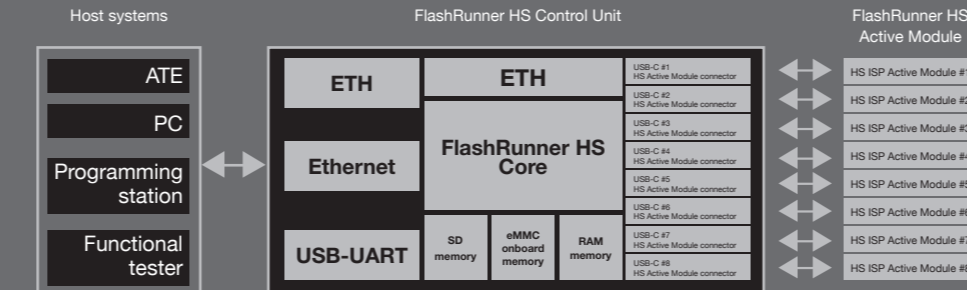 Host systems
FlashRunner HS Control Unit
FlashRunner HS
Active Module
ATE
PC
Programming
station
Functional
tester
ETH
Ethernet
USB-UART
ETH
FlashRunner HS
Core
SD
memory
eMMC
onboard
memory
RAM
memory
USB-C #1
HS Active Module connector
USB-C #2
HS Active Module connector
USB-C #3
HS Active Module connector
USB-C #4
HS Active Module connector
USB-C #5
HS Active Module connector
USB-C #6
HS Active Module connector
USB-C #7
HS Active Module connector
USB-C #8
HS Active Module connector
HS ISP Active Module #1
HS ISP Active Module #2
HS ISP Active Module #3
HS ISP Active Module #4
HS ISP Active Module #5
HS ISP Active Module #6
HS ISP Active Module #7
HS ISP Active Module #8